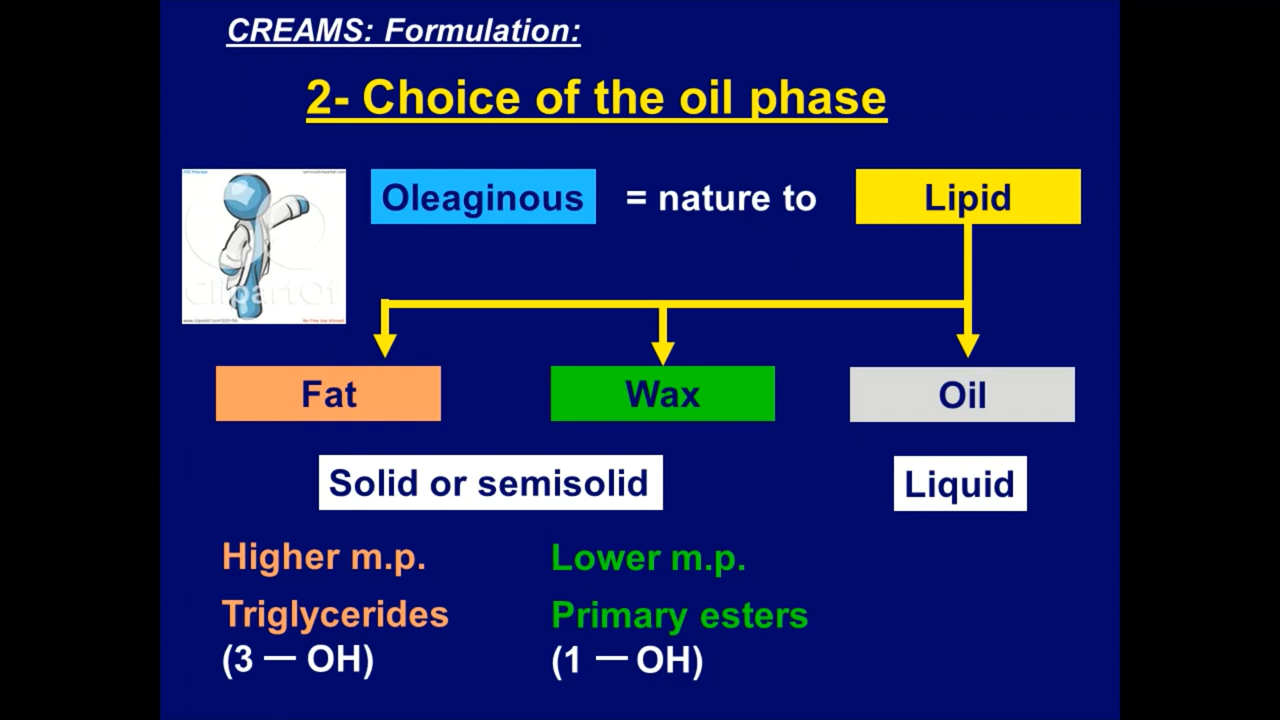 CREAMS: Formulation:
2- Choice of the oil phase
Oleaginous = nature to Lipid
ClipartOf
Fat Wax Oil
Solid or semisolid Liquid
Higher m.p. Lower m.p.
Triglycerides Primary esters
(3 — OH) (1 — OH)